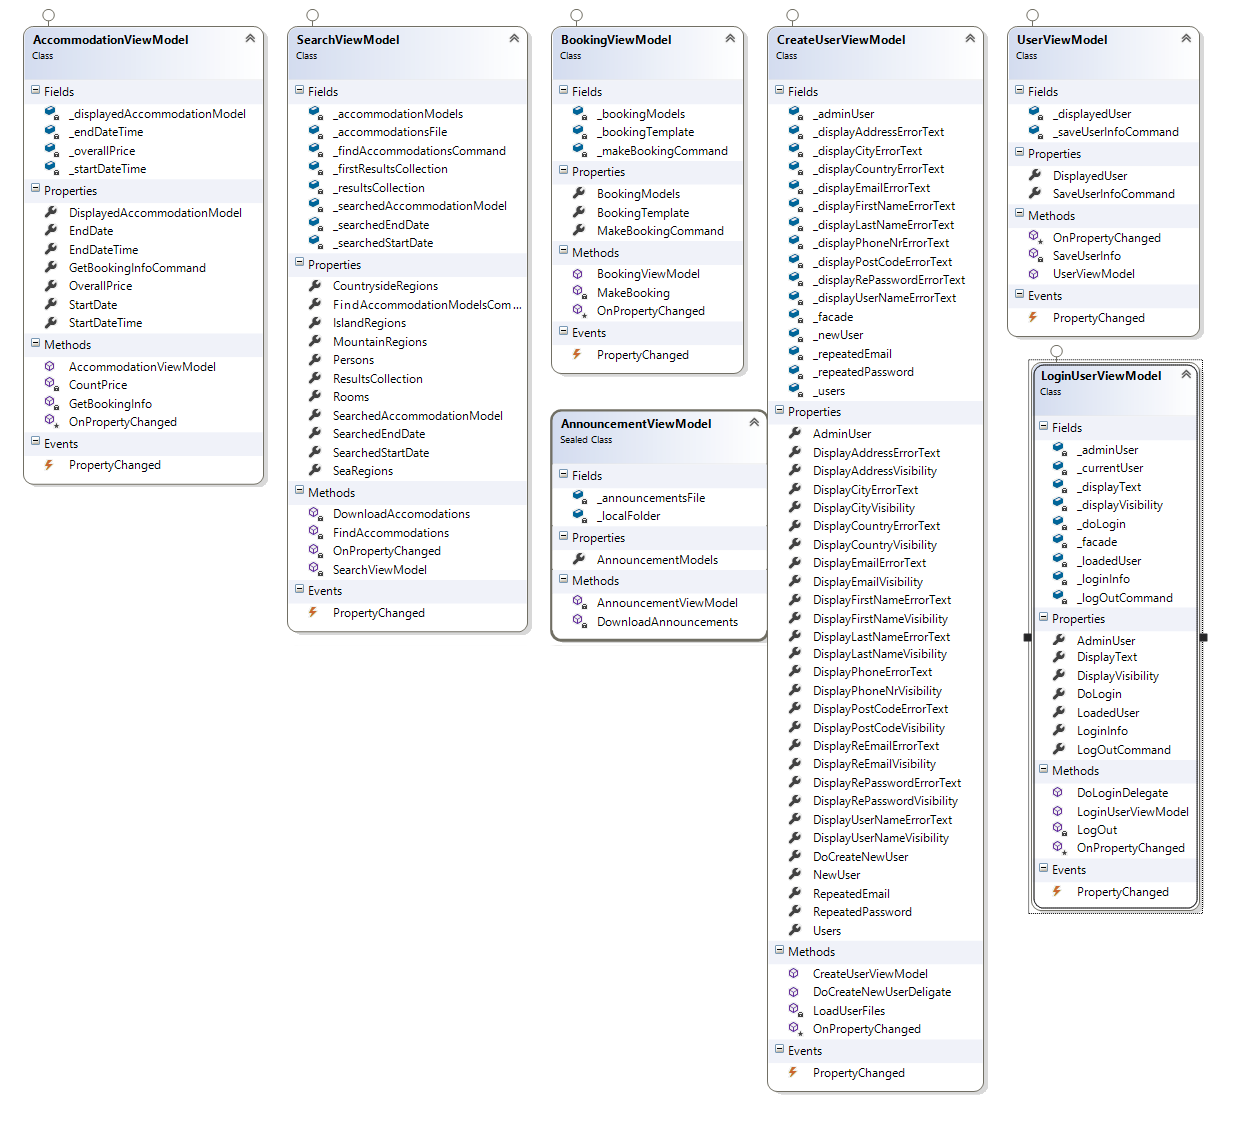 AccommodationViewModel
Class
Fields
_displayedAccommodationModel
_endDateTime
_overallPrice
_startDateTime
Properties
DisplayedAccommodationModel
EndDate
EndDateTime
GetBookingInfoCommand
OverallPrice
StartDate
StartDateTime
Methods
AccommodationViewModel
CountPrice
GetBookingInfo
OnPropertyChanged
Events
PropertyChanged
SearchViewModel
Class
Fields
_accommodationModels
_accommodationsFile
_findAccommodationsCommand
_firstResultsCollection
_resultsCollection
_searchedAccommodationModel
_searchedEndDate
_searchedStartDate
Properties
CountrysideRegions
FindAccommodationModelsCom...
IslandRegions
MountainRegions
Persons
ResultsCollection
Rooms
SearchedAccommodationModel
SearchedEndDate
SearchedStartDate
SeaRegions
Methods
DownloadAccomodations
FindAccomodations
OnPropertyChanged
SearchViewModel
Events
PropertyChanged
BookingViewModel
Class
Fields
_bookingModels
_bookingTemplate
_makeBookingCommand
Properties
BookingModels
BookingTemplate
MakeBookingCommand
Methods
BookingViewModel
MakeBooking
OnPropertyChanged
Events
PropertyChanged
AnnouncementViewModel
Sealed Class
Fields
_announcementsFile
_localFolder
Properties
AnnouncementModels
Methods
AnnouncementViewModel
DownloadAnnouncements
CreateUserViewModel
Class
Fields
_adminUser
_displayAddressErrorText
_displayCityErrorText
_displayCountryErrorText
_displayEmailErrorText
_displayFirstNameErrorText
_displayLastNameErrorText
_displayPhoneNrErrorText
_displayPostCodeErrorText
_displayRePasswordErrorText
_displayUserNameErrorText
_facade
_newUser
_repeatedEmail
_repeatedPassword
_users
Properties
AdminUser
DisplayAddressErrorText
DisplayAddressVisibility
DisplayCityErrorText
DisplayCityVisibility
DisplayCountryErrorText
DisplayCountryVisibility
DisplayEmailErrorText
DisplayEmailVisibility
DisplayFirstNameErrorText
DisplayFirstNameVisibility
DisplayLastNameErrorText
DisplayLastNameVisibility
DisplayPhoneErrorText
DisplayPhoneNrVisibility
DisplayPostCodeErrorText
DisplayPostCodeVisibility
DisplayReEmailErrorText
DisplayReEmailVisibility
DisplayRePasswordErrorText
DisplayRePasswordVisibility
DisplayUserNameErrorText
DisplayUserNameVisibility
DoCreateNewUser
NewUser
RepeatedEmail
RepeatedPassword
Users
Methods
CreateUserViewModel
DoCreateNewUserDeligate
LoadUserFiles
OnPropertyChanged
Events
PropertyChanged
UserViewModel
Class
Fields
_displayedUser
_saveUserInfoCommand
Properties
DisplayedUser
SaveUserInfoCommand
Methods
OnPropertyChanged
SaveUserInfo
UserViewModel
Events
PropertyChanged
LoginUserViewModel
Class
Fields
_adminUser
_currentUser
_displayText
_displayVisibility
_doLogin
_facade
_loadedUser
_loginInfo
_logOutCommand
Properties
AdminUser
DisplayText
DisplayVisibility
DoLogin
LoadedUser
LoginInfo
LogOutCommand
Methods
DoLoginDelegate
LoginUserViewModel
LogOut
OnPropertyChanged
Events
PropertyChanged